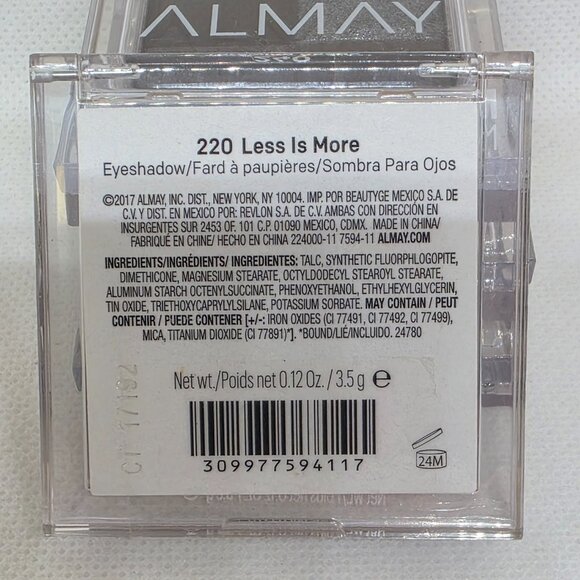 ALMAY
220 Less Is More
Eyeshadow/Fard à paupières/Sombra Para Ojos
©2017 ALMAY, INC. DIST., NEW YORK, NY 10004. IMP. POR BEAUTYGE MEXICO S.A. DE
C.V. Y DIST. EN MEXICO POR: REVLON S.A. DE C.V. AMBAS CON DIRECCIÓN EN
INSURGENTES SUR 2453 OF. 101 C.P. 01090 MEXICO, CDMX. MADE IN CHINA/
FABRIQUÉ EN CHINE/ HECHO EN CHINA 224000-11 7594-11 ALMAY.COM
INGREDIENTS/INGRÉDIENTS/ INGREDIENTES: TALC, SYNTHETIC FLUORPHLOGOPITE,
DIMETHICONE, MAGNESIUM STEARATE, OCTYLDODECYL STEAROYL STEARATE,
ALUMINUM STARCH OCTENYLSUCCINATE, PHENOXYETHANOL, ETHYLHEXYLGLYCERIN,
TIN OXIDE, TRIETHOXYCAPRYLYLSILANE, POTASSIUM SORBATE. MAY CONTAIN / PEUT
CONTENIR / PUEDE CONTENER [+/-: IRON OXIDES (CI 77491, CI 77492, CI 77499),
MICA, TITANIUM DIOXIDE (CI 77891)*]. *BOUND/LIÉ/INCLUIDO. 24780
Net wt./Poids net 0.12 Oz. / 3.5 g e
309977594117
24M